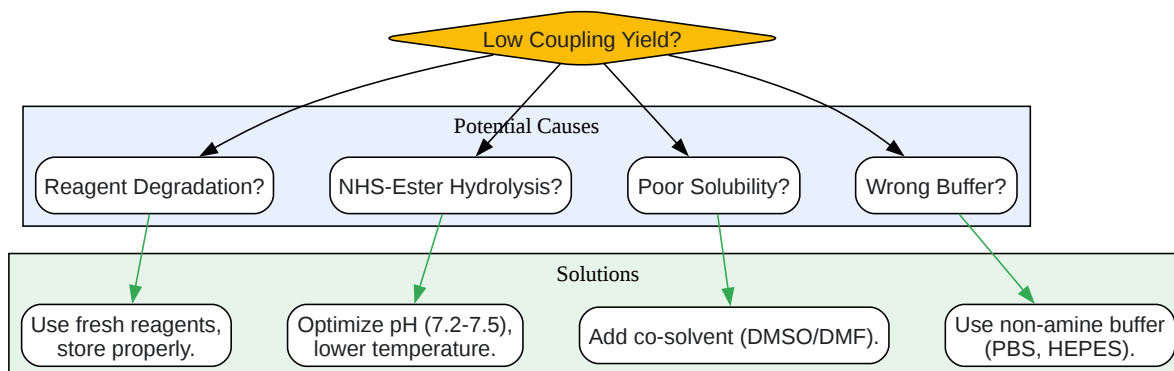 Low Coupling Yield?
Potential Causes
Reagent Degradation?
NHS-Ester Hydrolysis?
Poor Solubility?
Wrong Buffer?
Solutions
Use fresh reagents,
store properly.
Optimize pH (7.2-7.5),
lower temperature.
Add co-solvent (DMSO/DMF).
Use non-amine buffer
(PBS, HEPES).